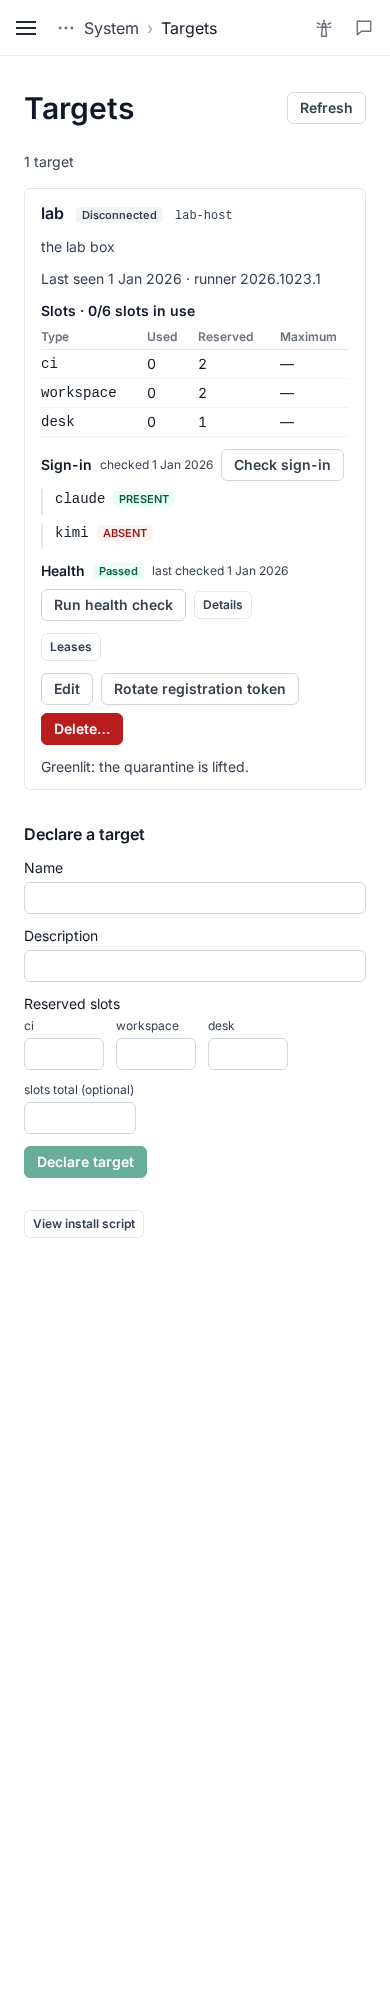 System › Targets
Targets
Refresh
1 target
lab Disconnected lab-host
the lab box
Last seen 1 Jan 2026 · runner 2026.1023.1
Slots · 0/6 slots in use
Type Used Reserved Maximum
ci 0 2 —
workspace 0 2 —
desk 0 1 —
Sign-in checked 1 Jan 2026 Check sign-in
claude PRESENT
kimi ABSENT
Health Passed last checked 1 Jan 2026
Run health check Details
Leases
Edit Rotate registration token
Delete...
Greenlit: the quarantine is lifted.
Declare a target
Name
Description
Reserved slots
ci workspace desk
slots total (optional)
Declare target
View install script